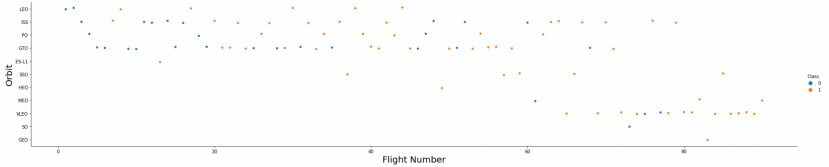 LEO
ISS
PO
GTO
ES-L1
SSO
HEO
MEO
VLEO
SO
GEO
Orbit
0
20
40
60
80
Flight Number
Class
0
1